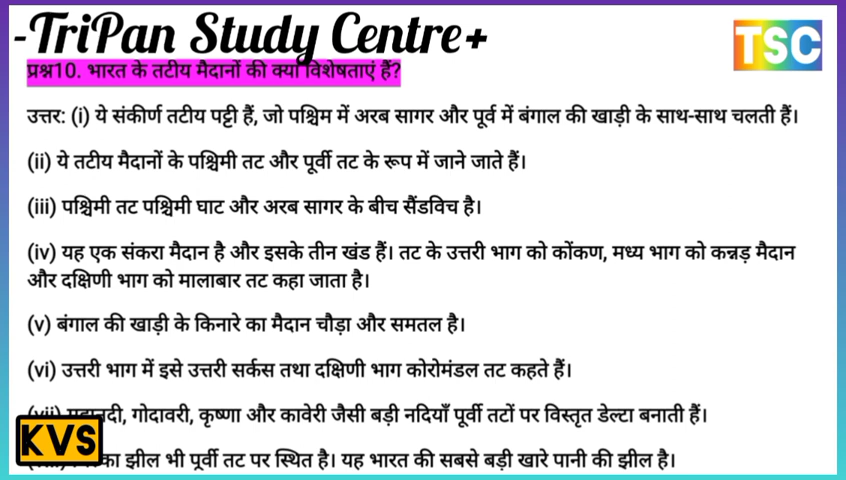 -TriPan Study Centre+
TSC
प्रश्न10. भारत के तटीय मैदानों की क्या विशेषताएं हैं?
उत्तर: (i) ये संकीर्ण तटीय पट्टी हैं, जो पश्चिम में अरब सागर और पूर्व में बंगाल की खाड़ी के साथ-साथ चलती हैं।
(ii) ये तटीय मैदानों के पश्चिमी तट और पूर्वी तट के रूप में जाने जाते हैं।
(iii) पश्चिमी तट पश्चिमी घाट और अरब सागर के बीच सैंडविच है।
(iv) यह एक संकरा मैदान है और इसके तीन खंड हैं। तट के उत्तरी भाग को कोंकण, मध्य भाग को कन्नड़ मैदान
और दक्षिणी भाग को मालाबार तट कहा जाता है।
(v) बंगाल की खाड़ी के किनारे का मैदान चौड़ा और समतल है।
(vi) उत्तरी भाग में इसे उत्तरी सर्कस तथा दक्षिणी भाग कोरोमंडल तट कहते हैं।
गोदावरी, कृष्णा और कावेरी जैसी बड़ी नदियाँ पूर्वी तटों पर विस्तृत डेल्टा बनाती हैं।
झील भी पूर्वी तट पर स्थित है। यह भारत की सबसे बड़ी खारे पानी की झील है।
KVS